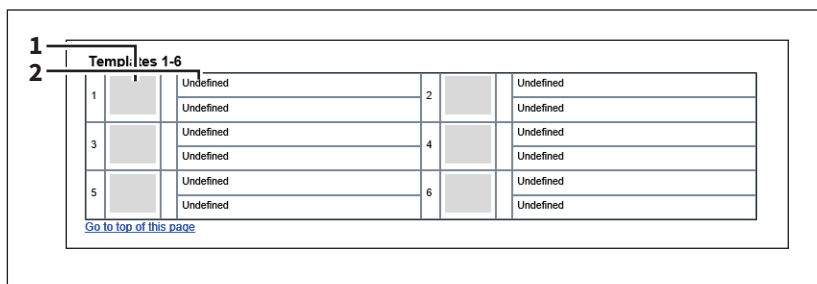 1
Templates 1-6
2
1 Undefined 2 Undefined
Undefined Undefined
3 Undefined 4 Undefined
Undefined Undefined
5 Undefined 6 Undefined
Undefined Undefined
Go to top of this page